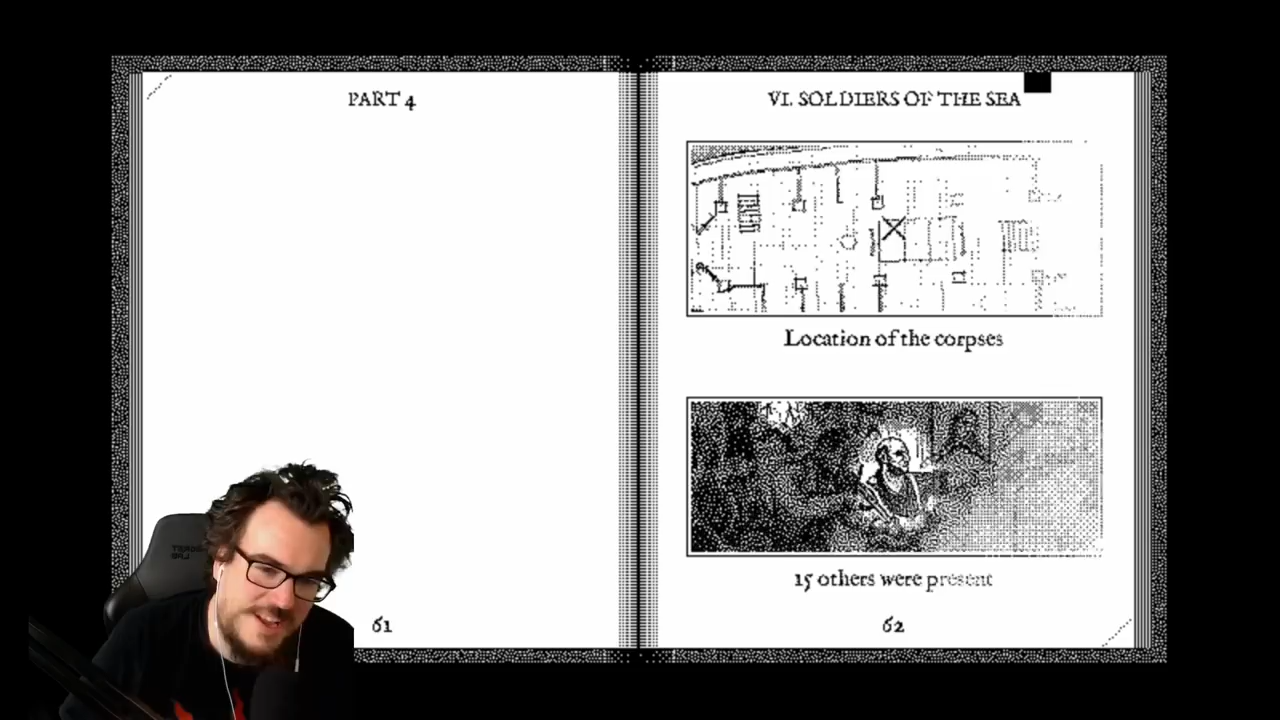 PART 4
61
VI. SOLDIERS OF THE SEA
Location of the corpses
15 others were present
62